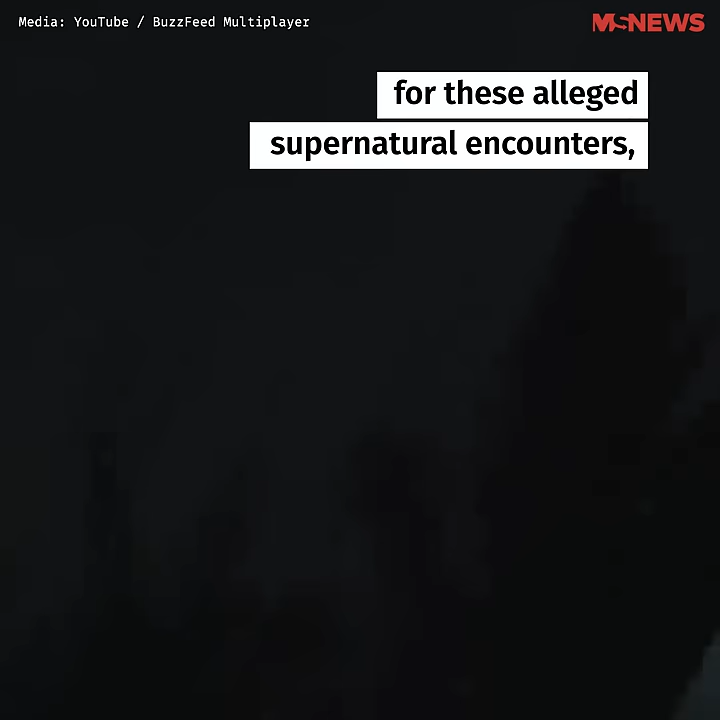 Media: YouTube / BuzzFeed Multiplayer
MSNEWS
for these alleged
supernatural encounters,